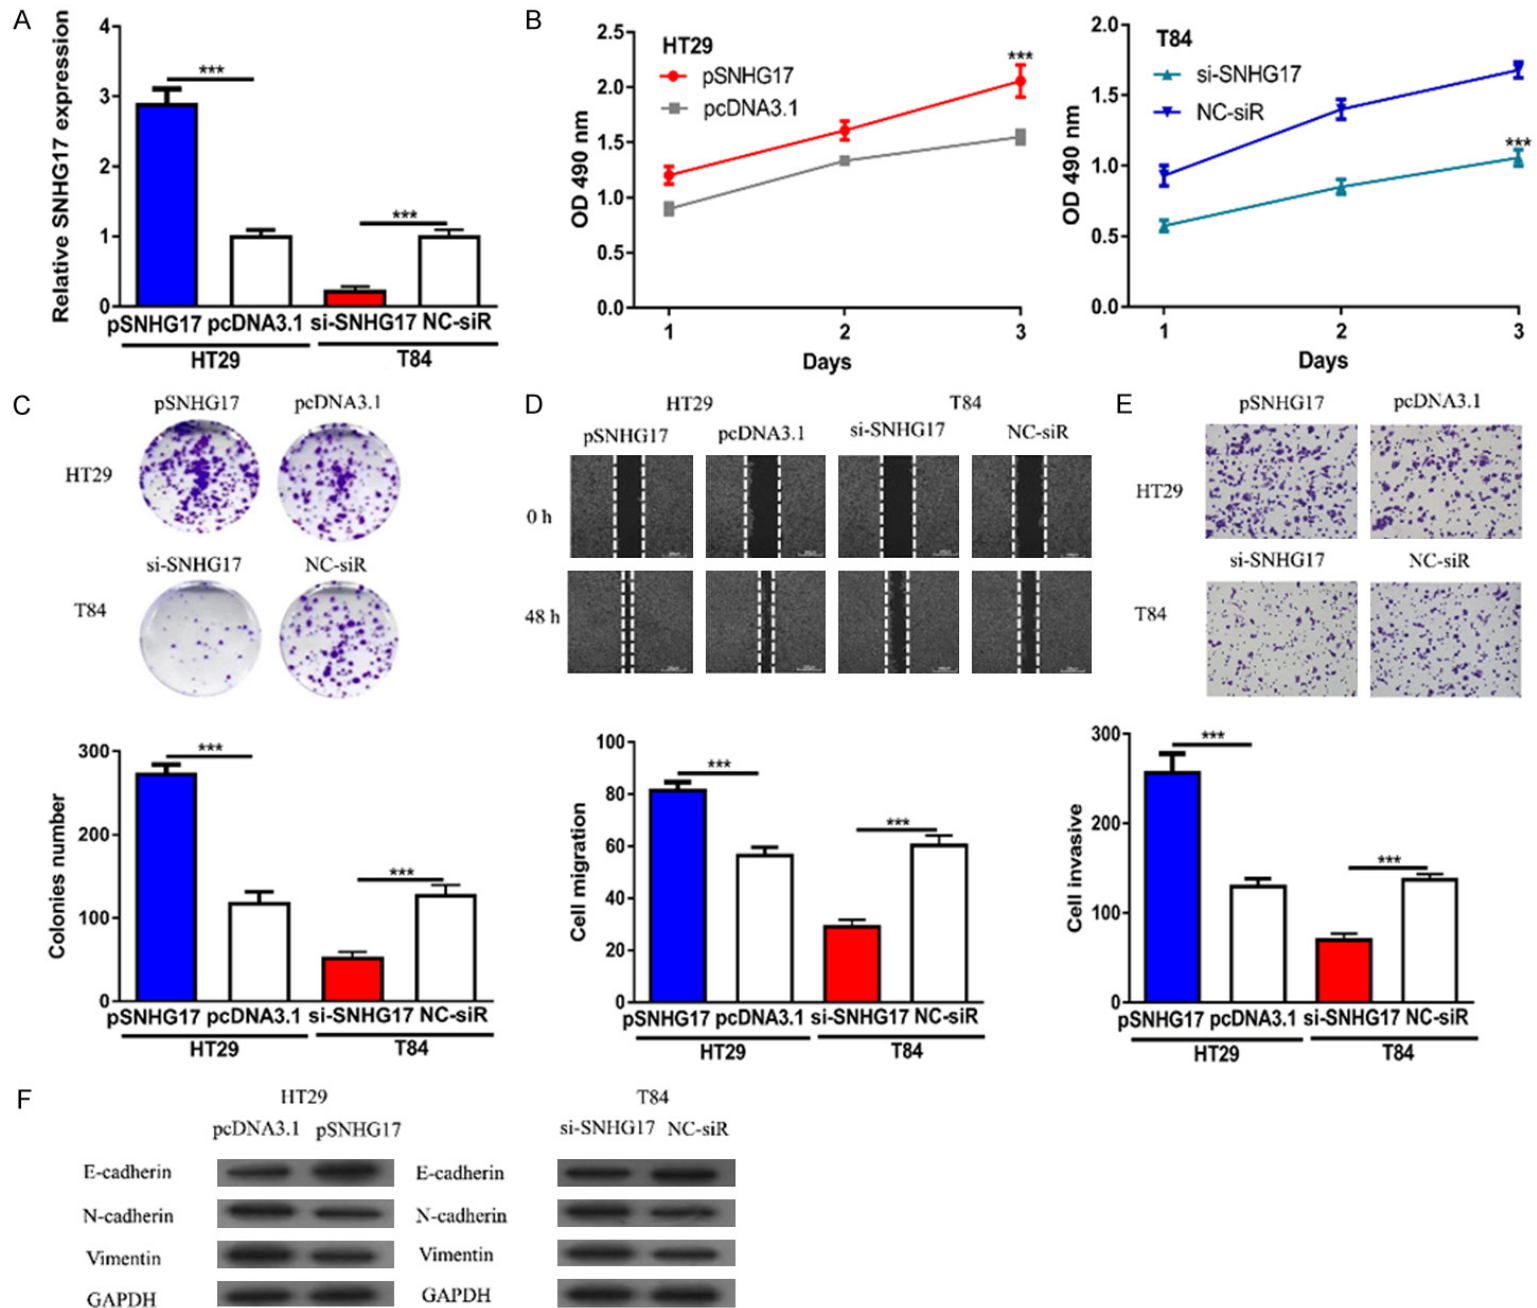 A
Relative SNHG17 expression
4
3
2
1
0
***
***
pSNHG17 pcDNA3.1 si-SNHG17 NC-siR
HT29 T84
B
OD 490 nm
2.5
2.0
1.5
1.0
0.5
0.0
HT29
pSNHG17
pcDNA3.1
***
1 2 3
Days
OD 490 nm
2.0
1.5
1.0
0.5
0.0
T84
si-SNHG17
NC-siR
***
1 2 3
Days
C
pSNHG17 pcDNA3.1
HT29
si-SNHG17 NC-siR
T84
Colonies number
300
200
100
0
***
***
pSNHG17 pcDNA3.1 si-SNHG17 NC-siR
HT29 T84
D
HT29 T84
pSNHG17 pcDNA3.1 si-SNHG17 NC-siR
0 h
48 h
Cell migration
100
80
60
40
20
0
***
***
pSNHG17 pcDNA3.1 si-SNHG17 NC-siR
HT29 T84
E
pSNHG17 pcDNA3.1
HT29
si-SNHG17 NC-siR
T84
Cell invasive
300
200
100
0
***
***
pSNHG17 pcDNA3.1 si-SNHG17 NC-siR
HT29 T84
F
HT29
pcDNA3.1 pSNHG17
E-cadherin
N-cadherin
Vimentin
GAPDH
T84
si-SNHG17 NC-siR
E-cadherin
N-cadherin
Vimentin
GAPDH